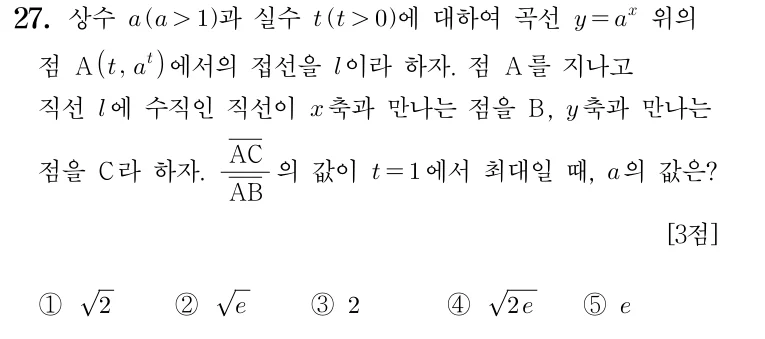 27. 상수 a(a>1)과 실수 t(t>0)에 대하여 곡선 y=a^x 위의
점 A(t, a^t)에서의 접선을 l이라 하자. 점 A를 지나고
직선 l에 수직인 직선이 x축과 만나는 점을 B, y축과 만나는
점을 C라 하자. \frac{\overline{AC}}{\overline{AB}}의 값이 t=1에서 최대일 때, a의 값은?
[3점]
① √2 ② √e ③ 2 ④ √(2e) ⑤ e